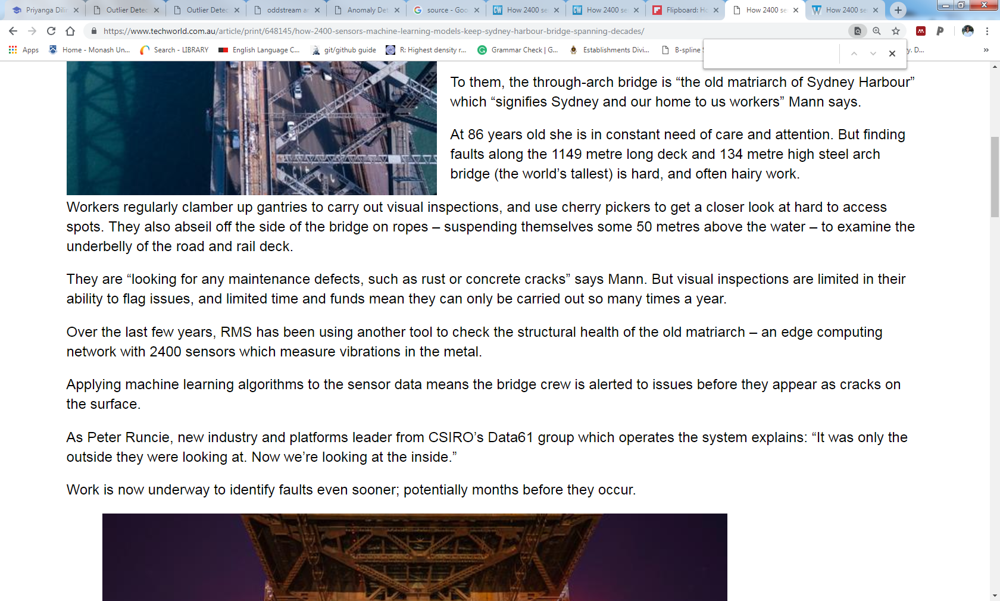 Priyanga Dili
Outlier Detec
Outlier Detec
oddstream a
Anomaly Det
source - Goo
How 2400 se
How 2400 se
Flipboard: Ho
How 2400 se
How 2400 se
https://www.techworld.com.au/article/print/648145/how-2400-sensors-machine-learning-models-keep-sydney-harbour-bridge-spanning-decades/
Apps
Home - Monash Un...
Search - LIBRARY
English Language C...
git/github guide
R: Highest density r...
Grammar Check | G...
Establishments Divi...
B-spline
y. D...
To them, the through-arch bridge is “the old matriarch of Sydney Harbour”
which “signifies Sydney and our home to us workers” Mann says.
At 86 years old she is in constant need of care and attention. But finding
faults along the 1149 metre long deck and 134 metre high steel arch
bridge (the world’s tallest) is hard, and often hairy work.
Workers regularly clamber up gantries to carry out visual inspections, and use cherry pickers to get a closer look at hard to access
spots. They also abseil off the side of the bridge on ropes – suspending themselves some 50 metres above the water – to examine the
underbelly of the road and rail deck.
They are “looking for any maintenance defects, such as rust or concrete cracks” says Mann. But visual inspections are limited in their
ability to flag issues, and limited time and funds mean they can only be carried out so many times a year.
Over the last few years, RMS has been using another tool to check the structural health of the old matriarch – an edge computing
network with 2400 sensors which measure vibrations in the metal.
Applying machine learning algorithms to the sensor data means the bridge crew is alerted to issues before they appear as cracks on
the surface.
As Peter Runcie, new industry and platforms leader from CSIRO’s Data61 group which operates the system explains: “It was only the
outside they were looking at. Now we’re looking at the inside.”
Work is now underway to identify faults even sooner; potentially months before they occur.